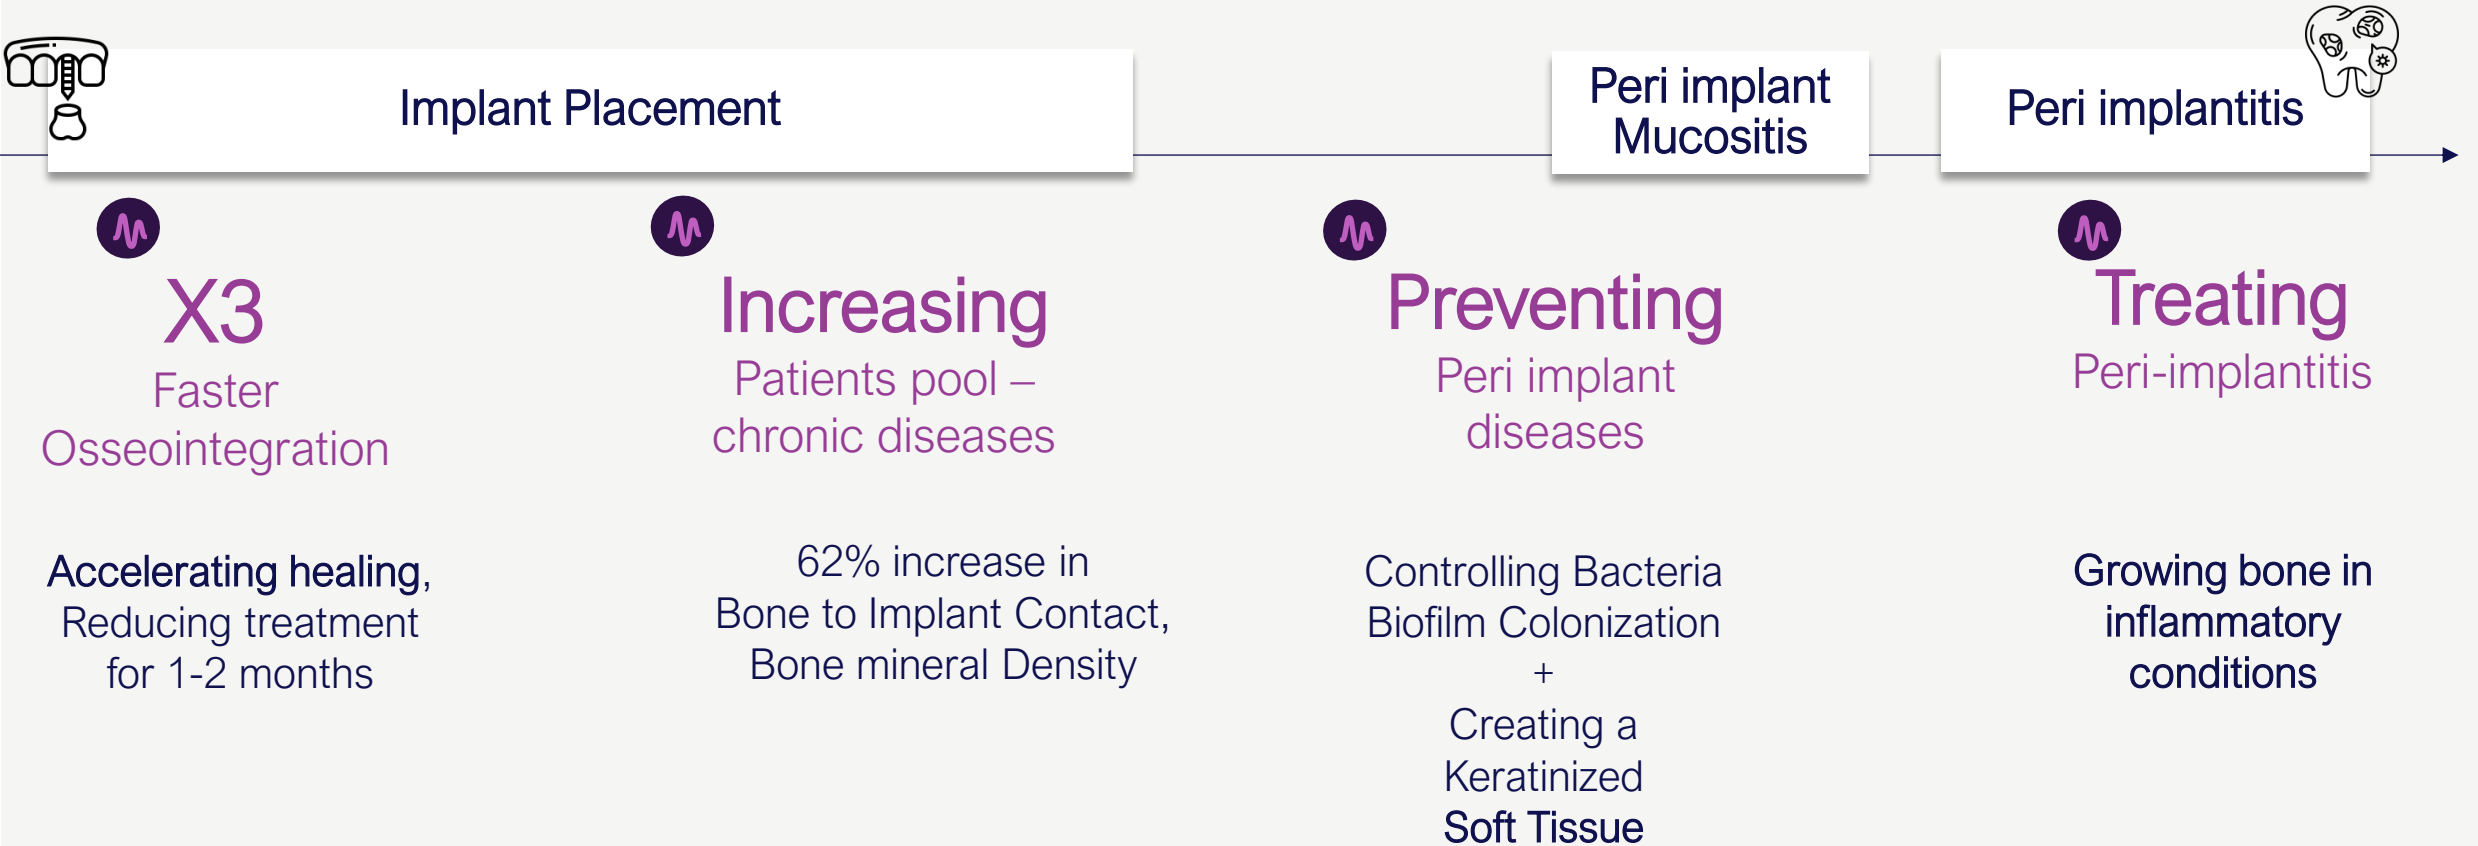 Implant Placement
Peri implant
Mucositis
Peri implantitis
X3
Faster
Osseointegration
Accelerating healing,
Reducing treatment
for 1-2 months
Increasing
Patients pool –
chronic diseases
62% increase in
Bone to Implant Contact,
Bone mineral Density
Preventing
Peri implant
diseases
Controlling Bacteria
Biofilm Colonization
+
Creating a
Keratinized
Soft Tissue
Treating
Peri-implantitis
Growing bone in
inflammatory
conditions